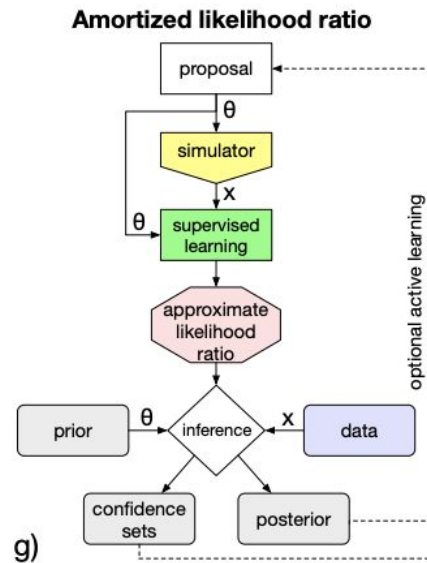 Amortized likelihood ratio
proposal
θ
simulator
x
θ
supervised
learning
approximate
likelihood
ratio
optional active learning
prior
θ
inference
x
data
confidence
sets
posterior
g)